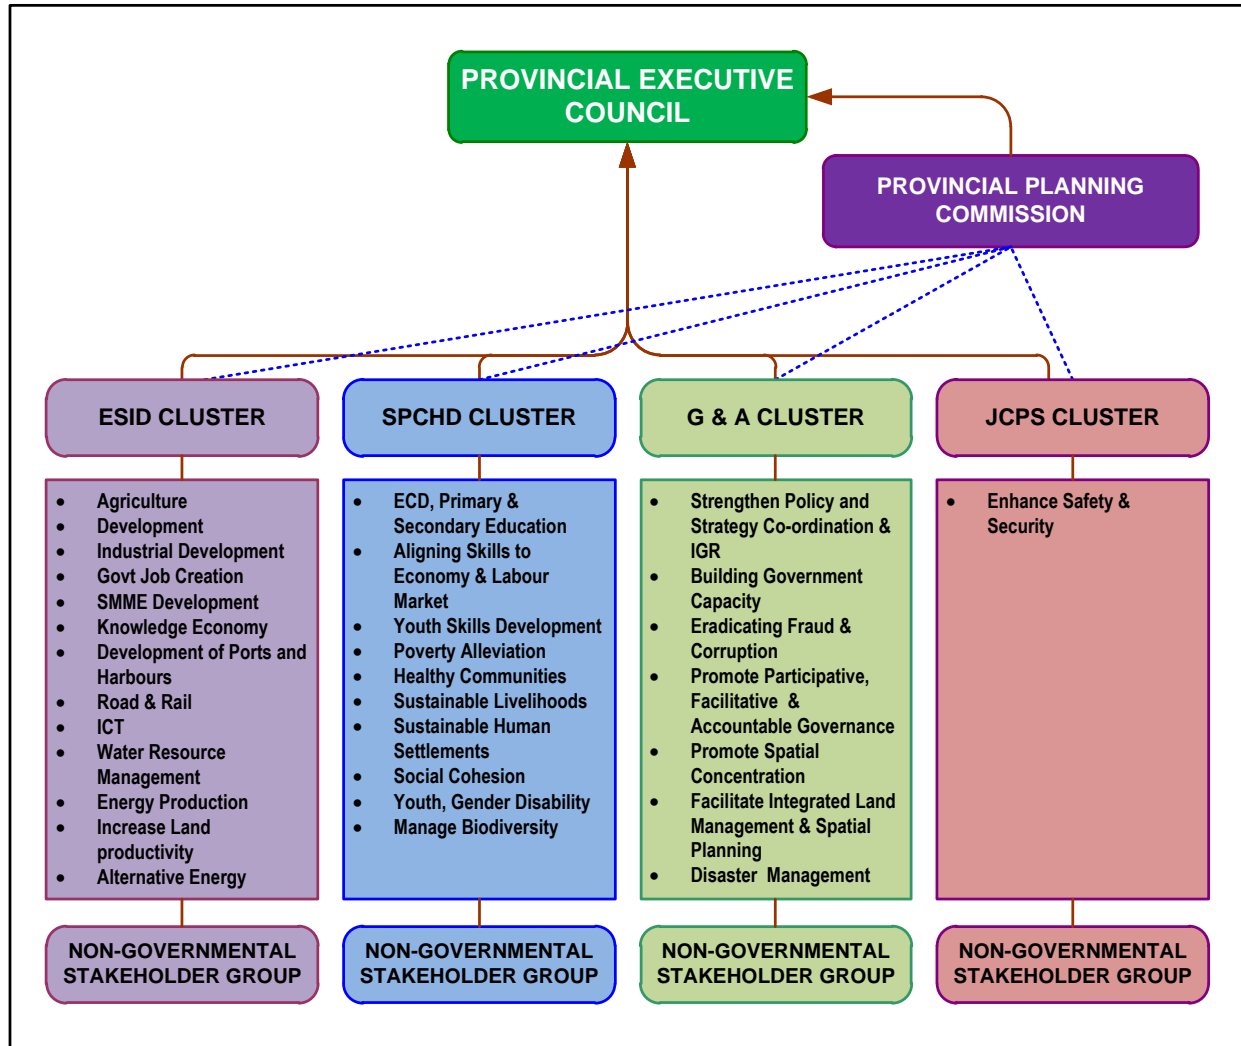 PROVINCIAL EXECUTIVE
COUNCIL
PROVINCIAL PLANNING
COMMISSION
ESID CLUSTER
• Agriculture
• Development
• Industrial Development
• Govt Job Creation
• SMME Development
• Knowledge Economy
• Development of Ports and
Harbours
• Road & Rail
• ICT
• Water Resource
Management
• Energy Production
• Increase Land
productivity
• Alternative Energy
NON-GOVERNMENTAL
STAKEHOLDER GROUP
SPCHD CLUSTER
• ECD, Primary &
Secondary Education
• Aligning Skills to
Economy & Labour
Market
• Youth Skills Development
• Poverty Alleviation
• Healthy Communities
• Sustainable Livelihoods
• Sustainable Human
Settlements
• Social Cohesion
• Youth, Gender Disability
• Manage Biodiversity
NON-GOVERNMENTAL
STAKEHOLDER GROUP
G & A CLUSTER
• Strengthen Policy and
Strategy Co-ordination &
IGR
• Building Government
Capacity
• Eradicating Fraud &
Corruption
• Promote Participative,
Facilitative &
Accountable Governance
• Promote Spatial
Concentration
• Facilitate Integrated Land
Management & Spatial
Planning
• Disaster Management
NON-GOVERNMENTAL
STAKEHOLDER GROUP
JCPS CLUSTER
• Enhance Safety &
Security
NON-GOVERNMENTAL
STAKEHOLDER GROUP